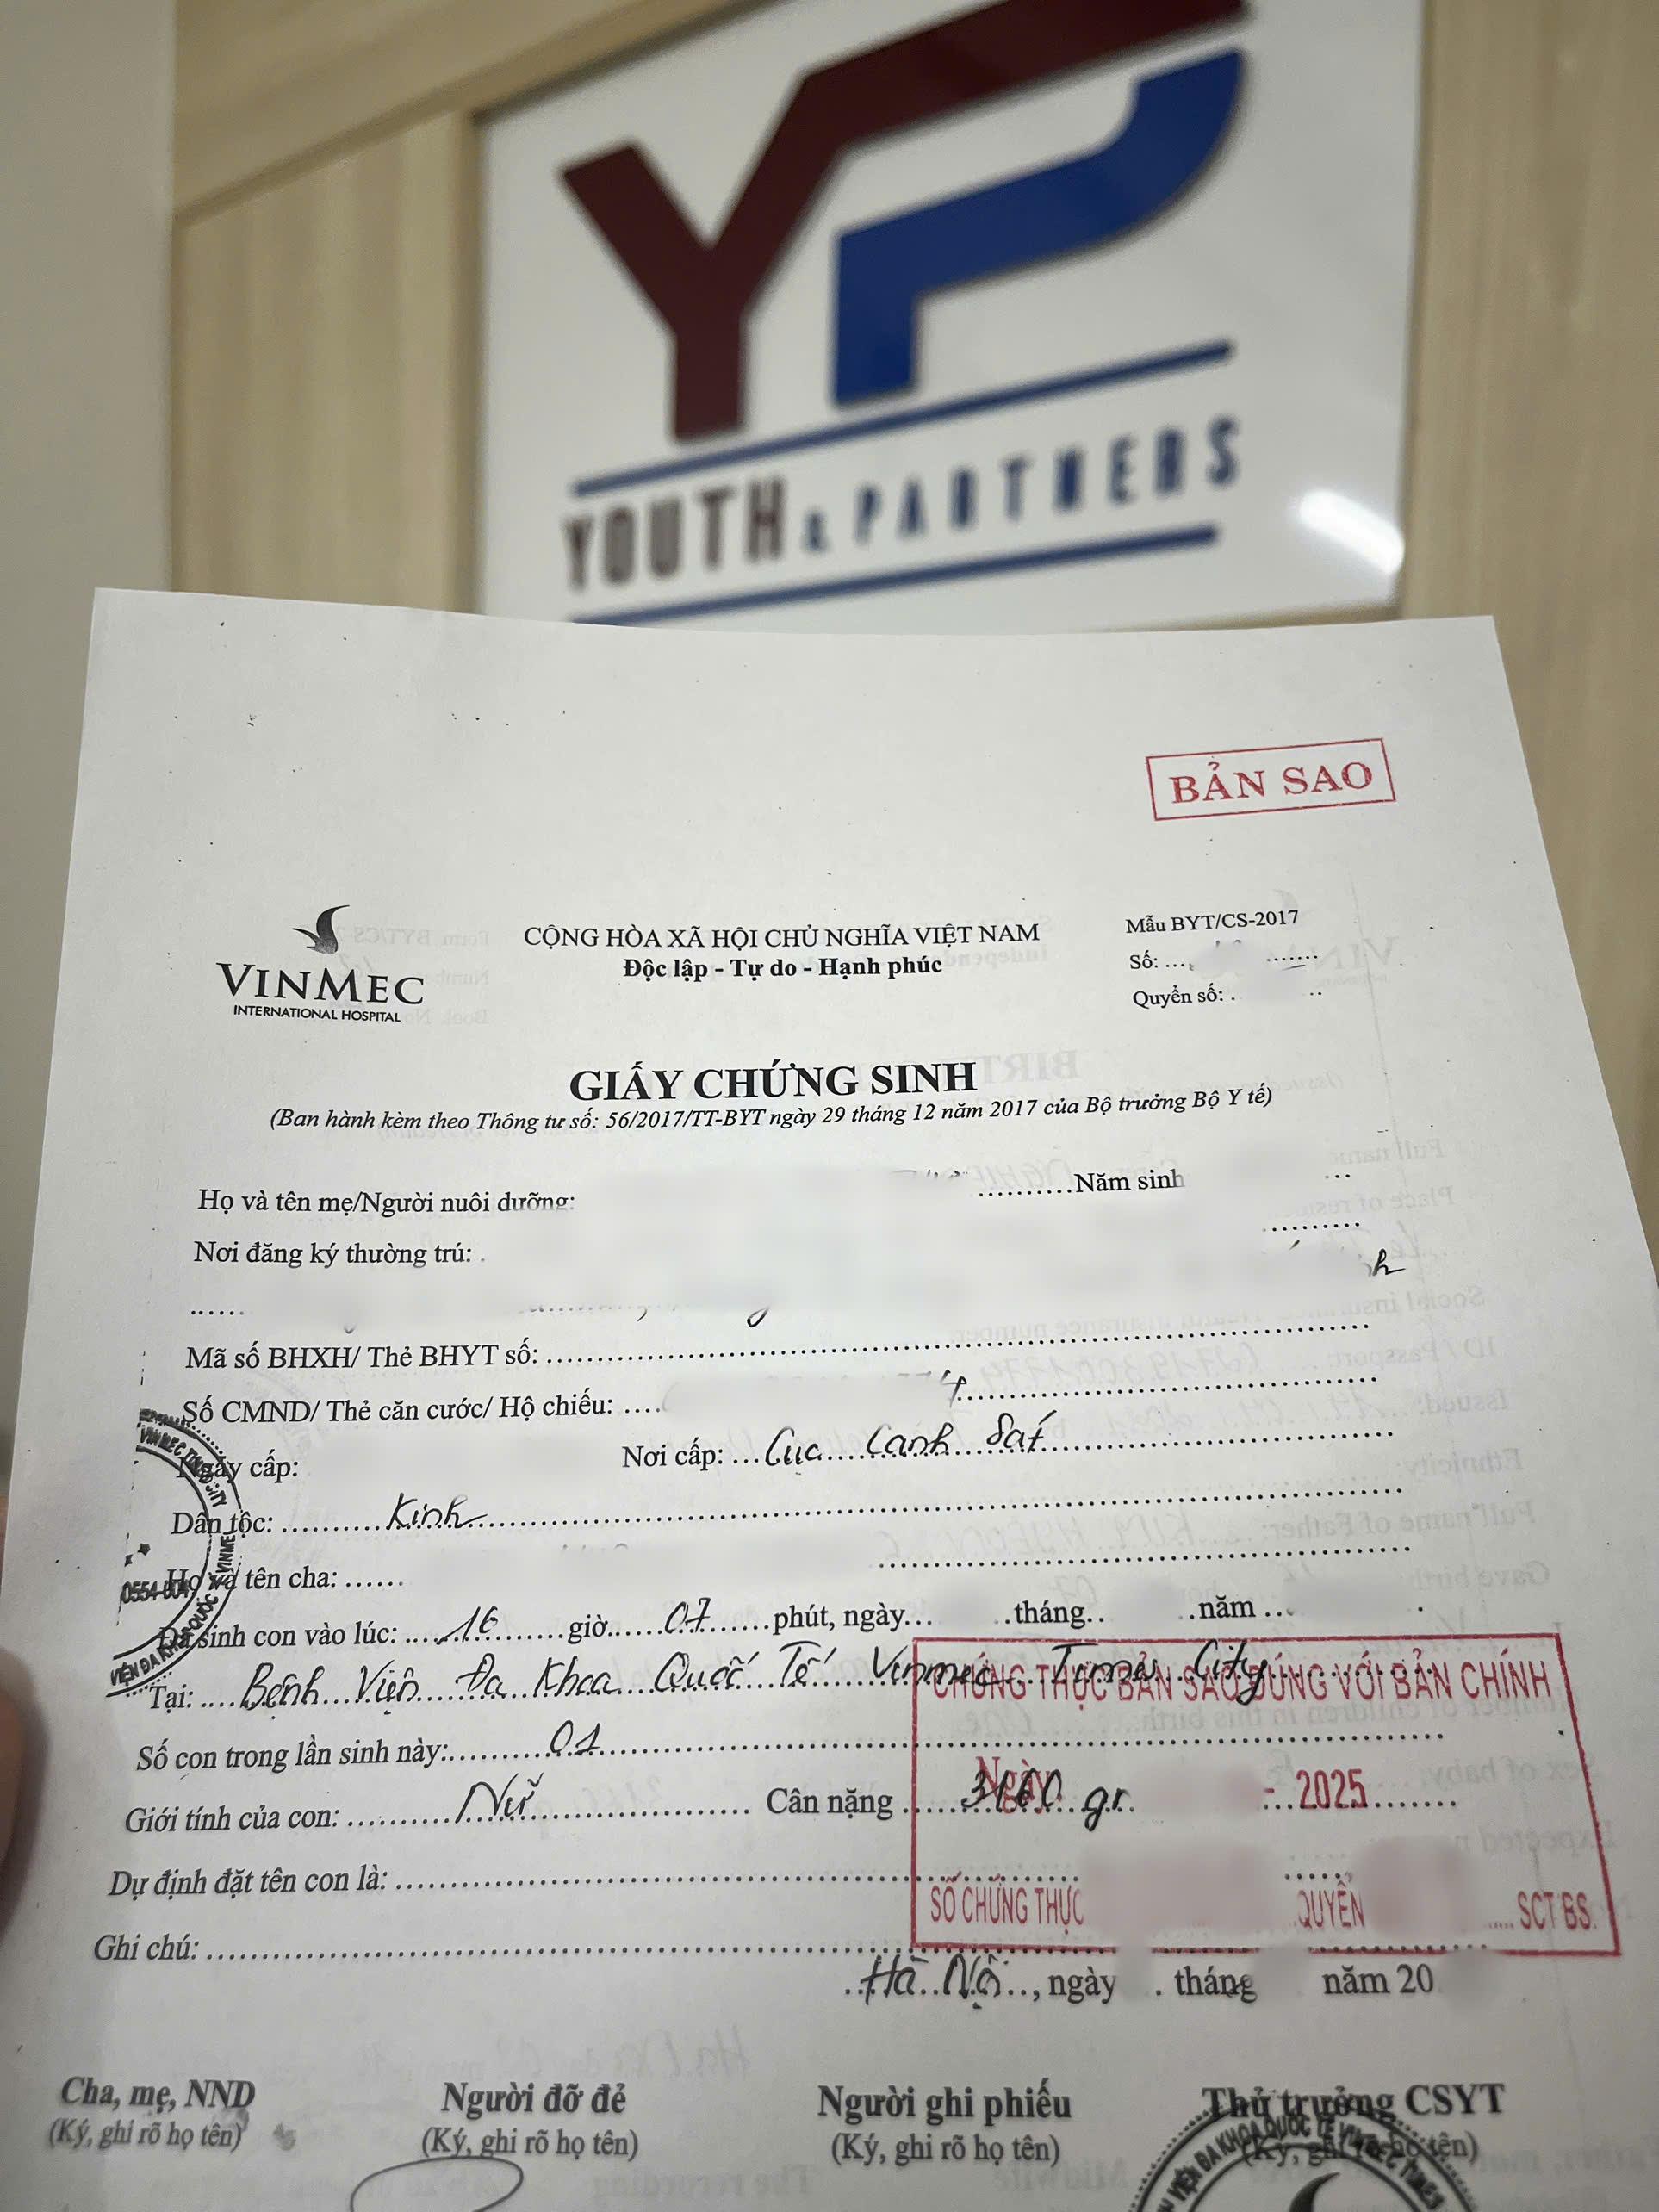 YP
YOUTH & PARTNERS
BẢN SAO
VINMEC
INTERNATIONAL HOSPITAL
CỘNG HÒA XÃ HỘI CHỦ NGHĨA VIỆT NAM
Độc lập - Tự do - Hạnh phúc
Mẫu BYT/CS-2017
Số: ....
Quyển số: .
GIẤY CHỨNG SINH
(Ban hành kèm theo Thông tư số: 56/2017/TT-BYT ngày 29 tháng 12 năm 2017 của Bộ trưởng Bộ Y tế)
Họ và tên mẹ/Người nuôi dưỡng: ..........Năm sinh
Nơi đăng ký thường trú: .
Mã số BHXH/ Thẻ BHYT số: ..........
Số CMND/ Thẻ căn cước/ Hộ chiếu: ....
Ngày cấp: Nơi cấp: ...Cục Cảnh Sát
Dân tộc: ..........Kinh
Họ và tên cha: ......
Đã sinh con vào lúc: ......16......giờ......07......phút, ngày... .tháng.. .năm ...
Tại: ....Bệnh Viện Đa Khoa Quốc Tế Vinmec Times City
CHỨNG THỰC BẢN SAO ĐÚNG VỚI BẢN CHÍNH
Số con trong lần sinh này:..........01
Giới tính của con: ..........Nữ.......... Cân nặng ......3160 gr
Ngày - 2025
Dự định đặt tên con là: ..........
SỐ CHỨNG THỰC QUYỂN ..... SCT BS.
Ghi chú: ..........
..Hà Nội.., ngày . tháng năm 20
Cha, mẹ, NND
(Ký, ghi rõ họ tên)
Người đỡ đẻ
(Ký, ghi rõ họ tên)
Người ghi phiếu
(Ký, ghi rõ họ tên)
Thủ trưởng CSYT
(Ký, ghi rõ họ tên)